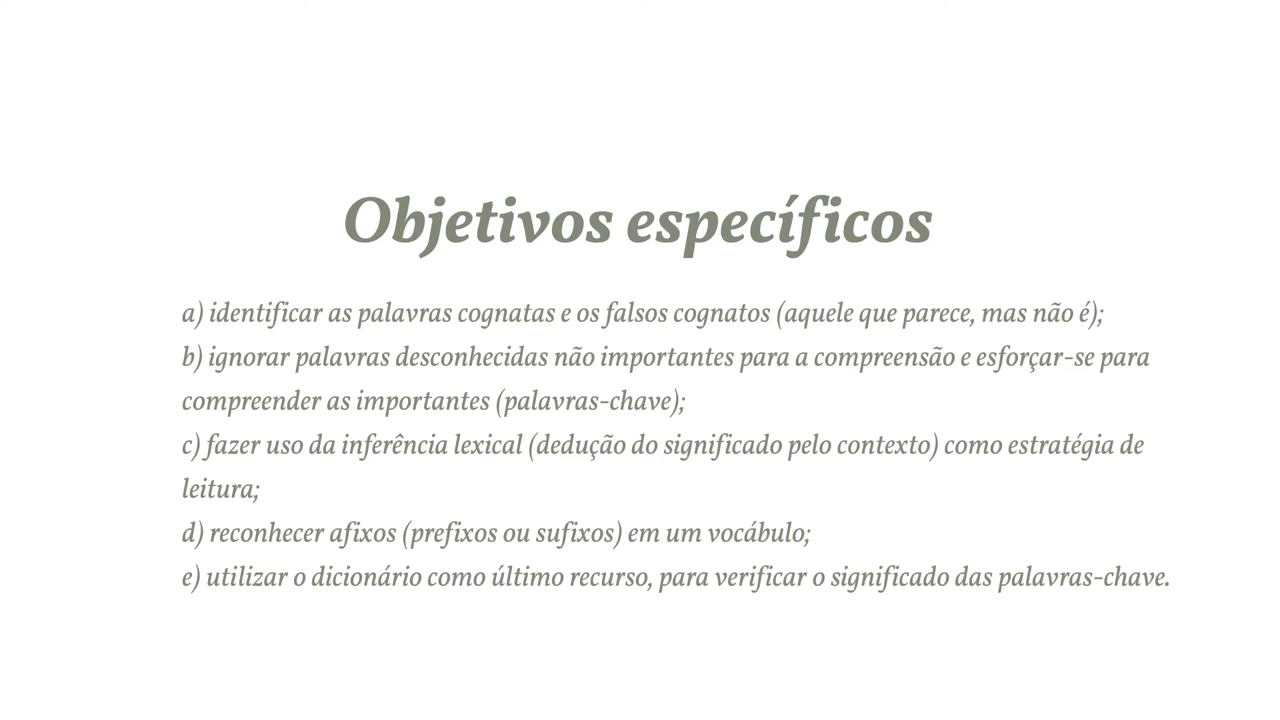 Objetivos específicos
a) identificar as palavras cognatas e os falsos cognatos (aquele que parece, mas não é);
b) ignorar palavras desconhecidas não importantes para a compreensão e esforçar-se para
compreender as importantes (palavras-chave);
c) fazer uso da inferência lexical (dedução do significado pelo contexto) como estratégia de
leitura;
d) reconhecer afixos (prefixos ou sufixos) em um vocábulo;
e) utilizar o dicionário como último recurso, para verificar o significado das palavras-chave.